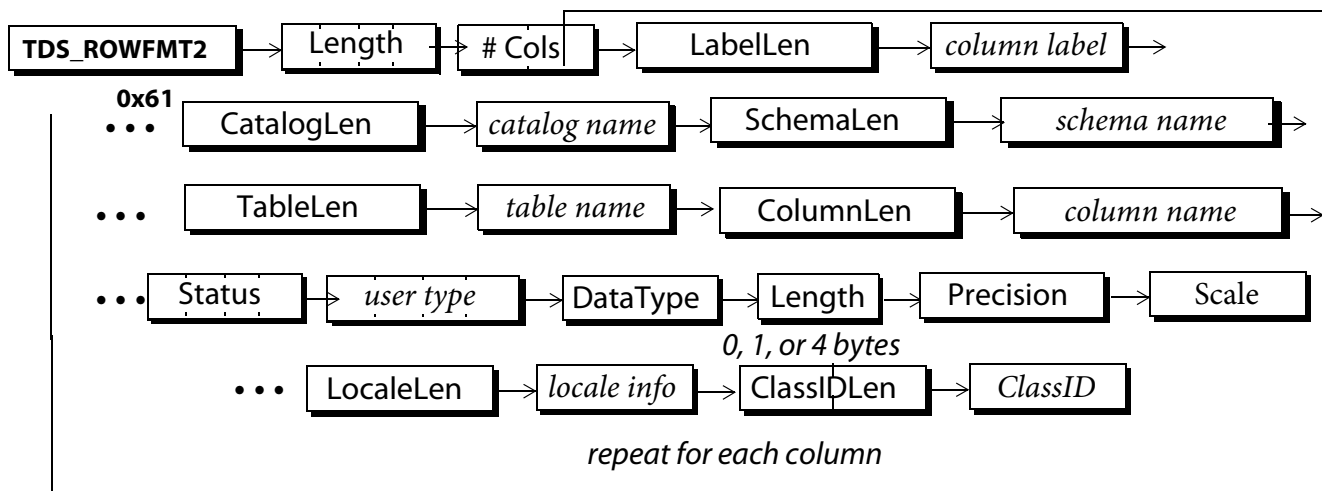 TDS_ROWFMT2 Length # Cols LabelLen column label
0x61
••• CatalogLen catalog name SchemaLen schema name
••• TableLen table name ColumnLen column name
••• Status user type DataType Length Precision Scale
0, 1, or 4 bytes
••• LocaleLen locale info ClassIDLen ClassID
repeat for each column